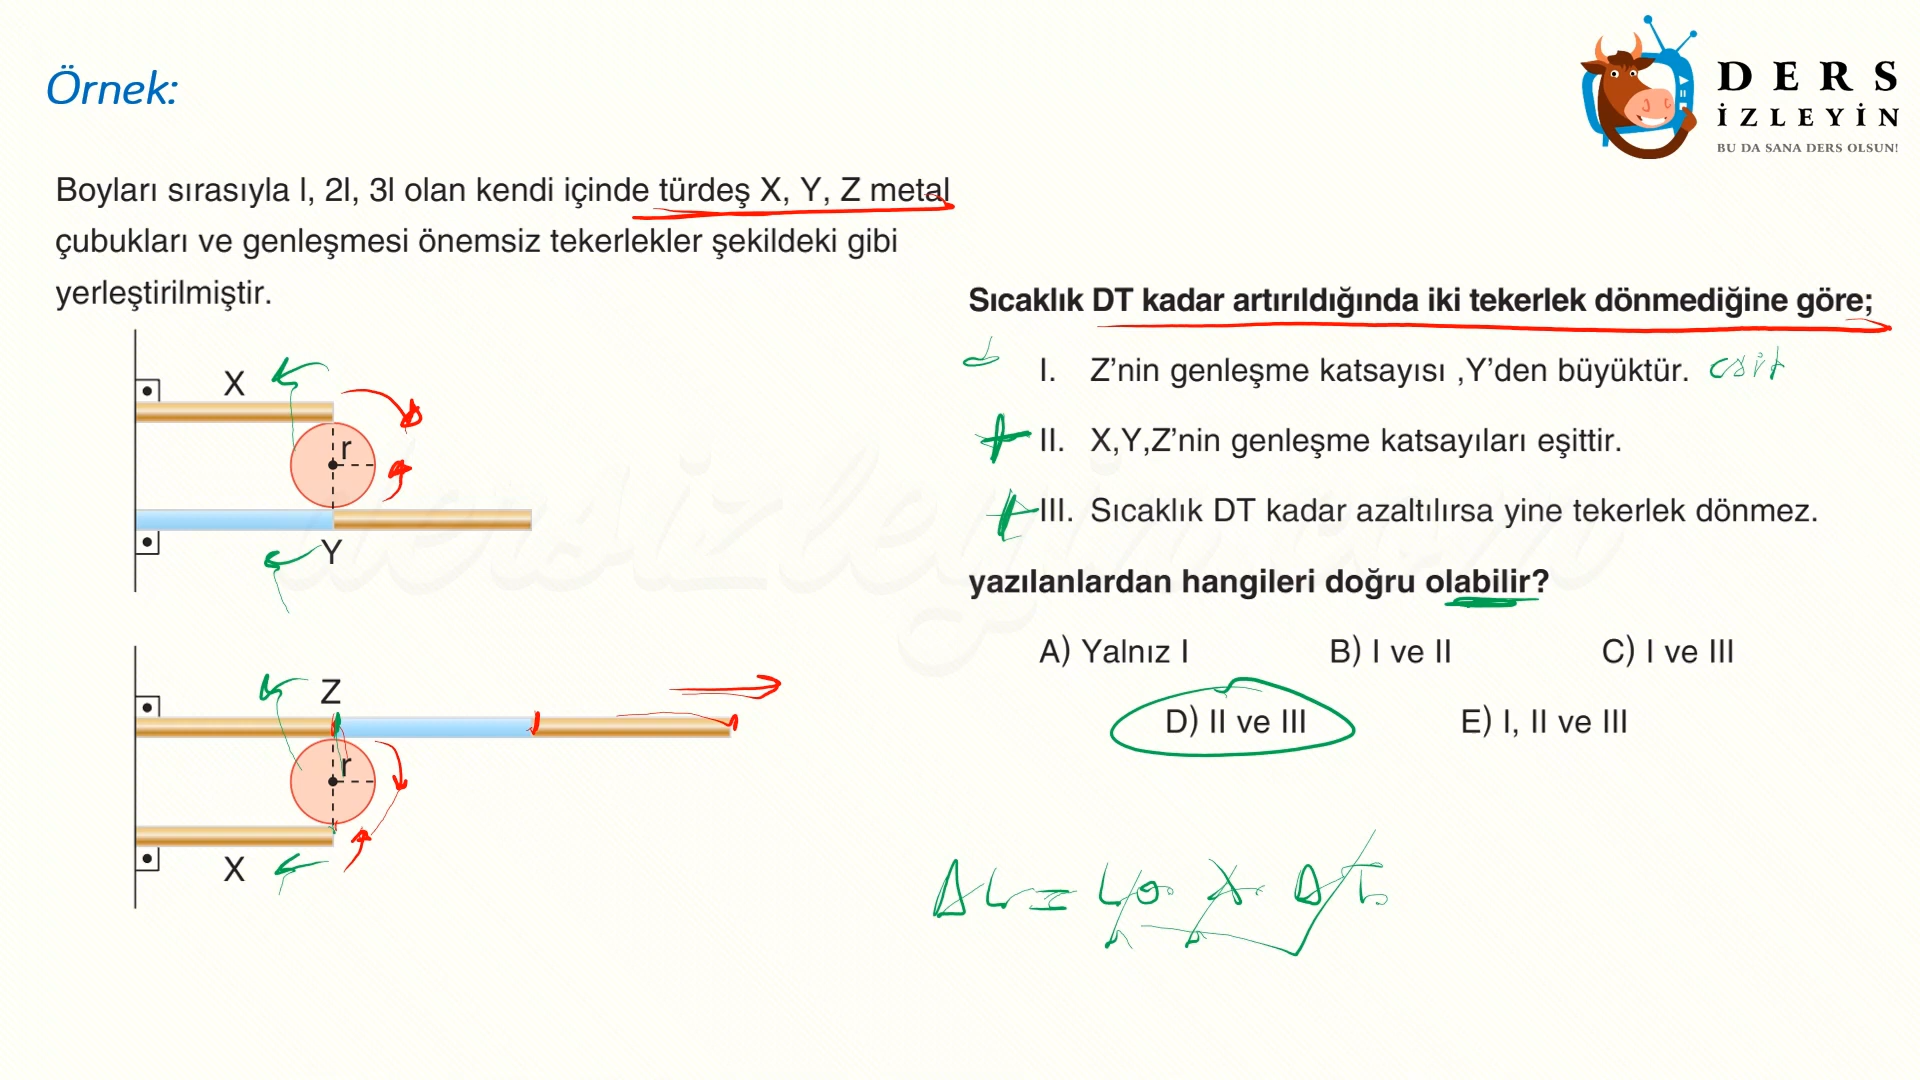 Örnek:
DERS
İZLEYİN
BU DA SANA DERS OLSUN!
Boyları sırasıyla l, 2l, 3l olan kendi içinde türdeş X, Y, Z metal
çubukları ve genleşmesi önemsiz tekerlekler şekildeki gibi
yerleştirilmiştir.
X
r
Y
Z
r
X
Sıcaklık DT kadar artırıldığında iki tekerlek dönmediğine göre;
I. Z’nin genleşme katsayısı ,Y’den büyüktür. eşit
II. X,Y,Z’nin genleşme katsayıları eşittir.
III. Sıcaklık DT kadar azaltılırsa yine tekerlek dönmez.
yazılanlardan hangileri doğru olabilir?
A) Yalnız I B) I ve II C) I ve III
D) II ve III E) I, II ve III
dersizleyin.com